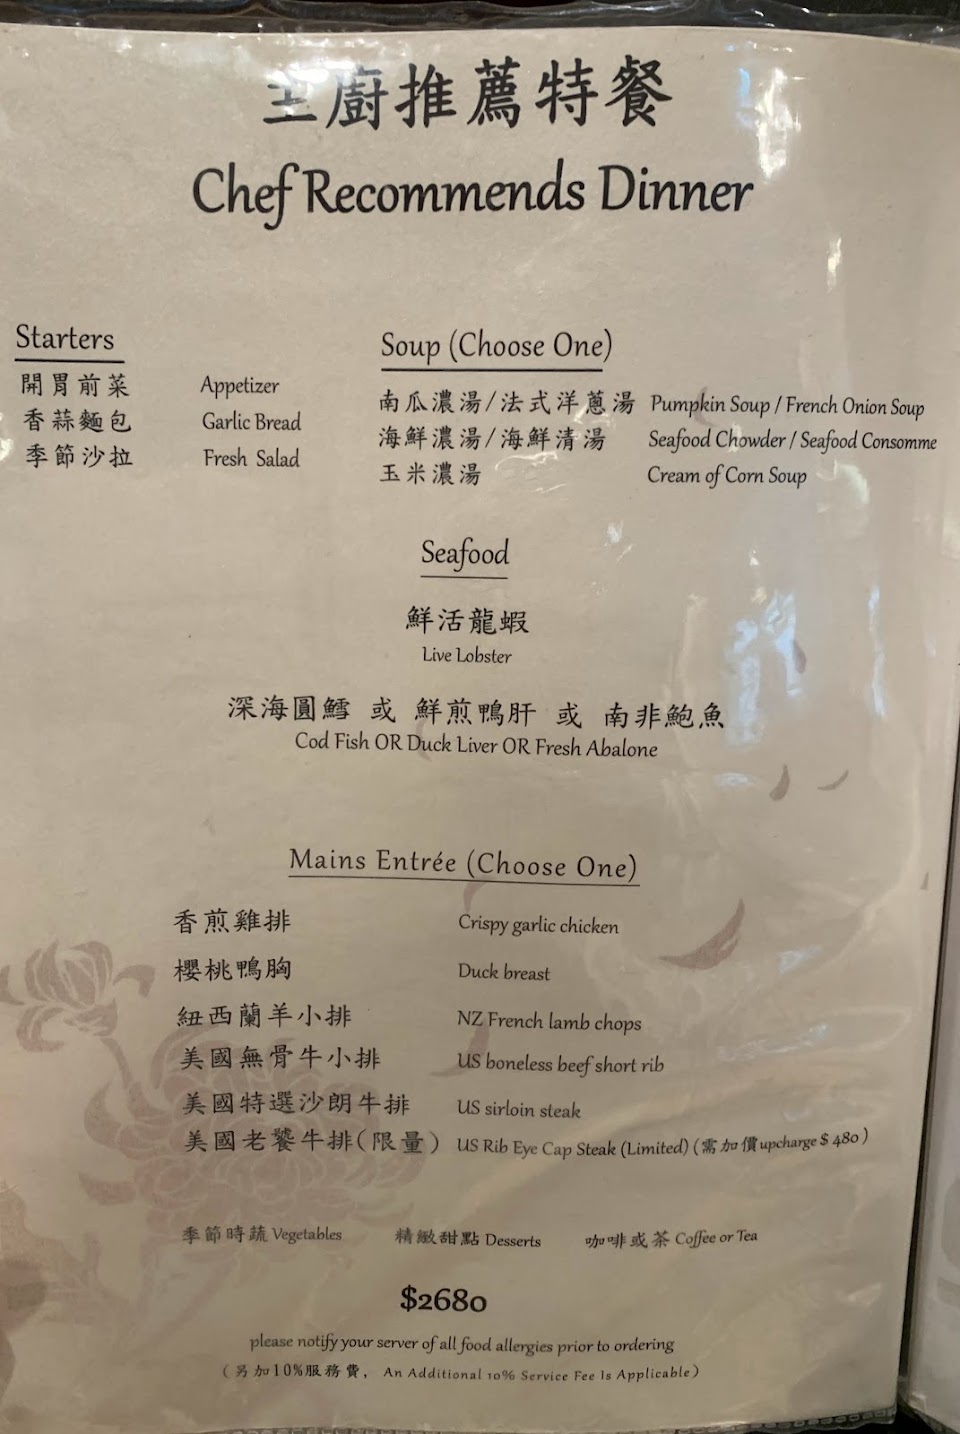 主廚推薦特餐
Chef Recommends Dinner
Starters
開胃前菜 Appetizer
香蒜麵包 Garlic Bread
季節沙拉 Fresh Salad
Soup (Choose One)
南瓜濃湯/法式洋蔥湯 Pumpkin Soup / French Onion Soup
海鮮濃湯/海鮮清湯 Seafood Chowder / Seafood Consomme
玉米濃湯 Cream of Corn Soup
Seafood
鮮活龍蝦
Live Lobster
深海圓鱈 或 鮮煎鴨肝 或 南非鮑魚
Cod Fish OR Duck Liver OR Fresh Abalone
Mains Entrée (Choose One)
香煎雞排 Crispy garlic chicken
櫻桃鴨胸 Duck breast
紐西蘭羊小排 NZ French lamb chops
美國無骨牛小排 US boneless beef short rib
美國特選沙朗牛排 US sirloin steak
美國老饕牛排(限量) US Rib Eye Cap Steak (Limited) (需加價 upcharge $ 480 )
季節時蔬 Vegetables 精緻甜點 Desserts 咖啡或茶 Coffee or Tea
$2680
please notify your server of all food allergies prior to ordering
(另加10%服務費, An Additional 10% Service Fee Is Applicable)